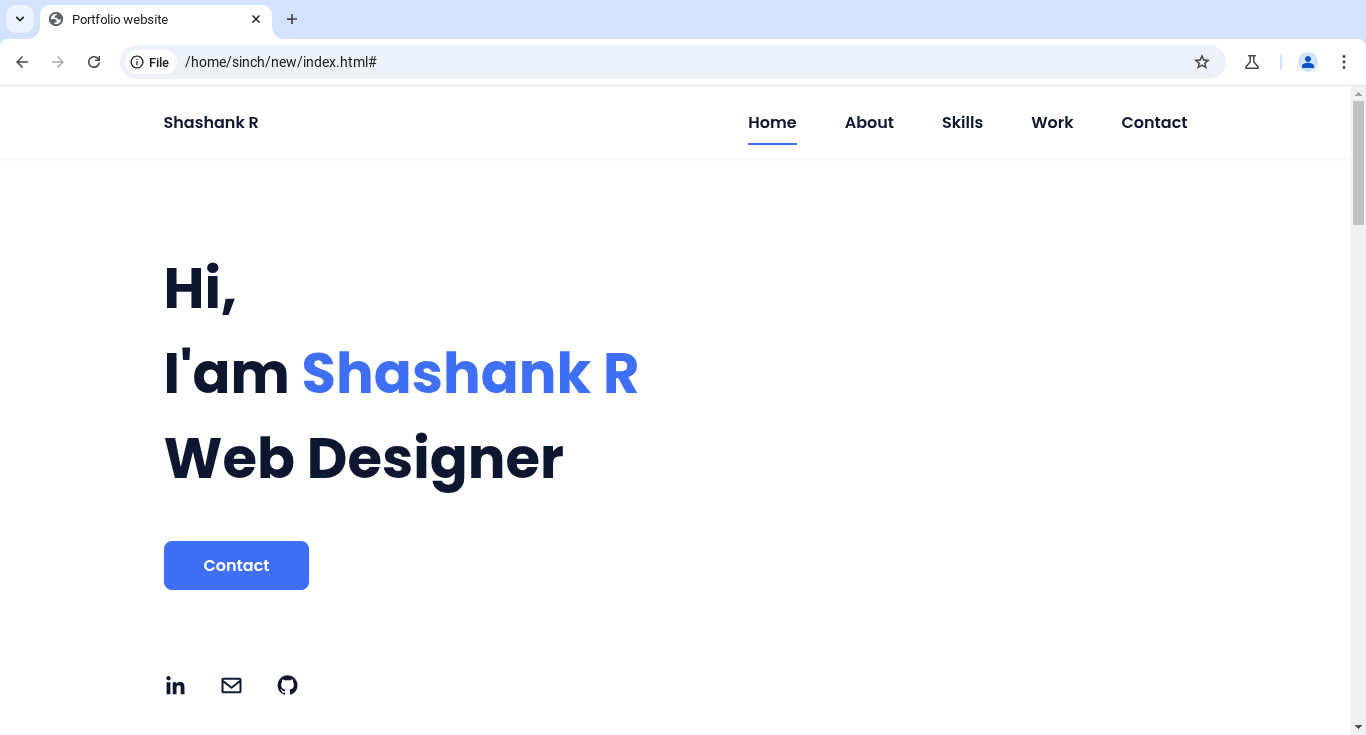 Portfolio website
File /home/sinch/new/index.html#
Shashank R Home About Skills Work Contact
Hi,
I'am Shashank R
Web Designer
Contact
in